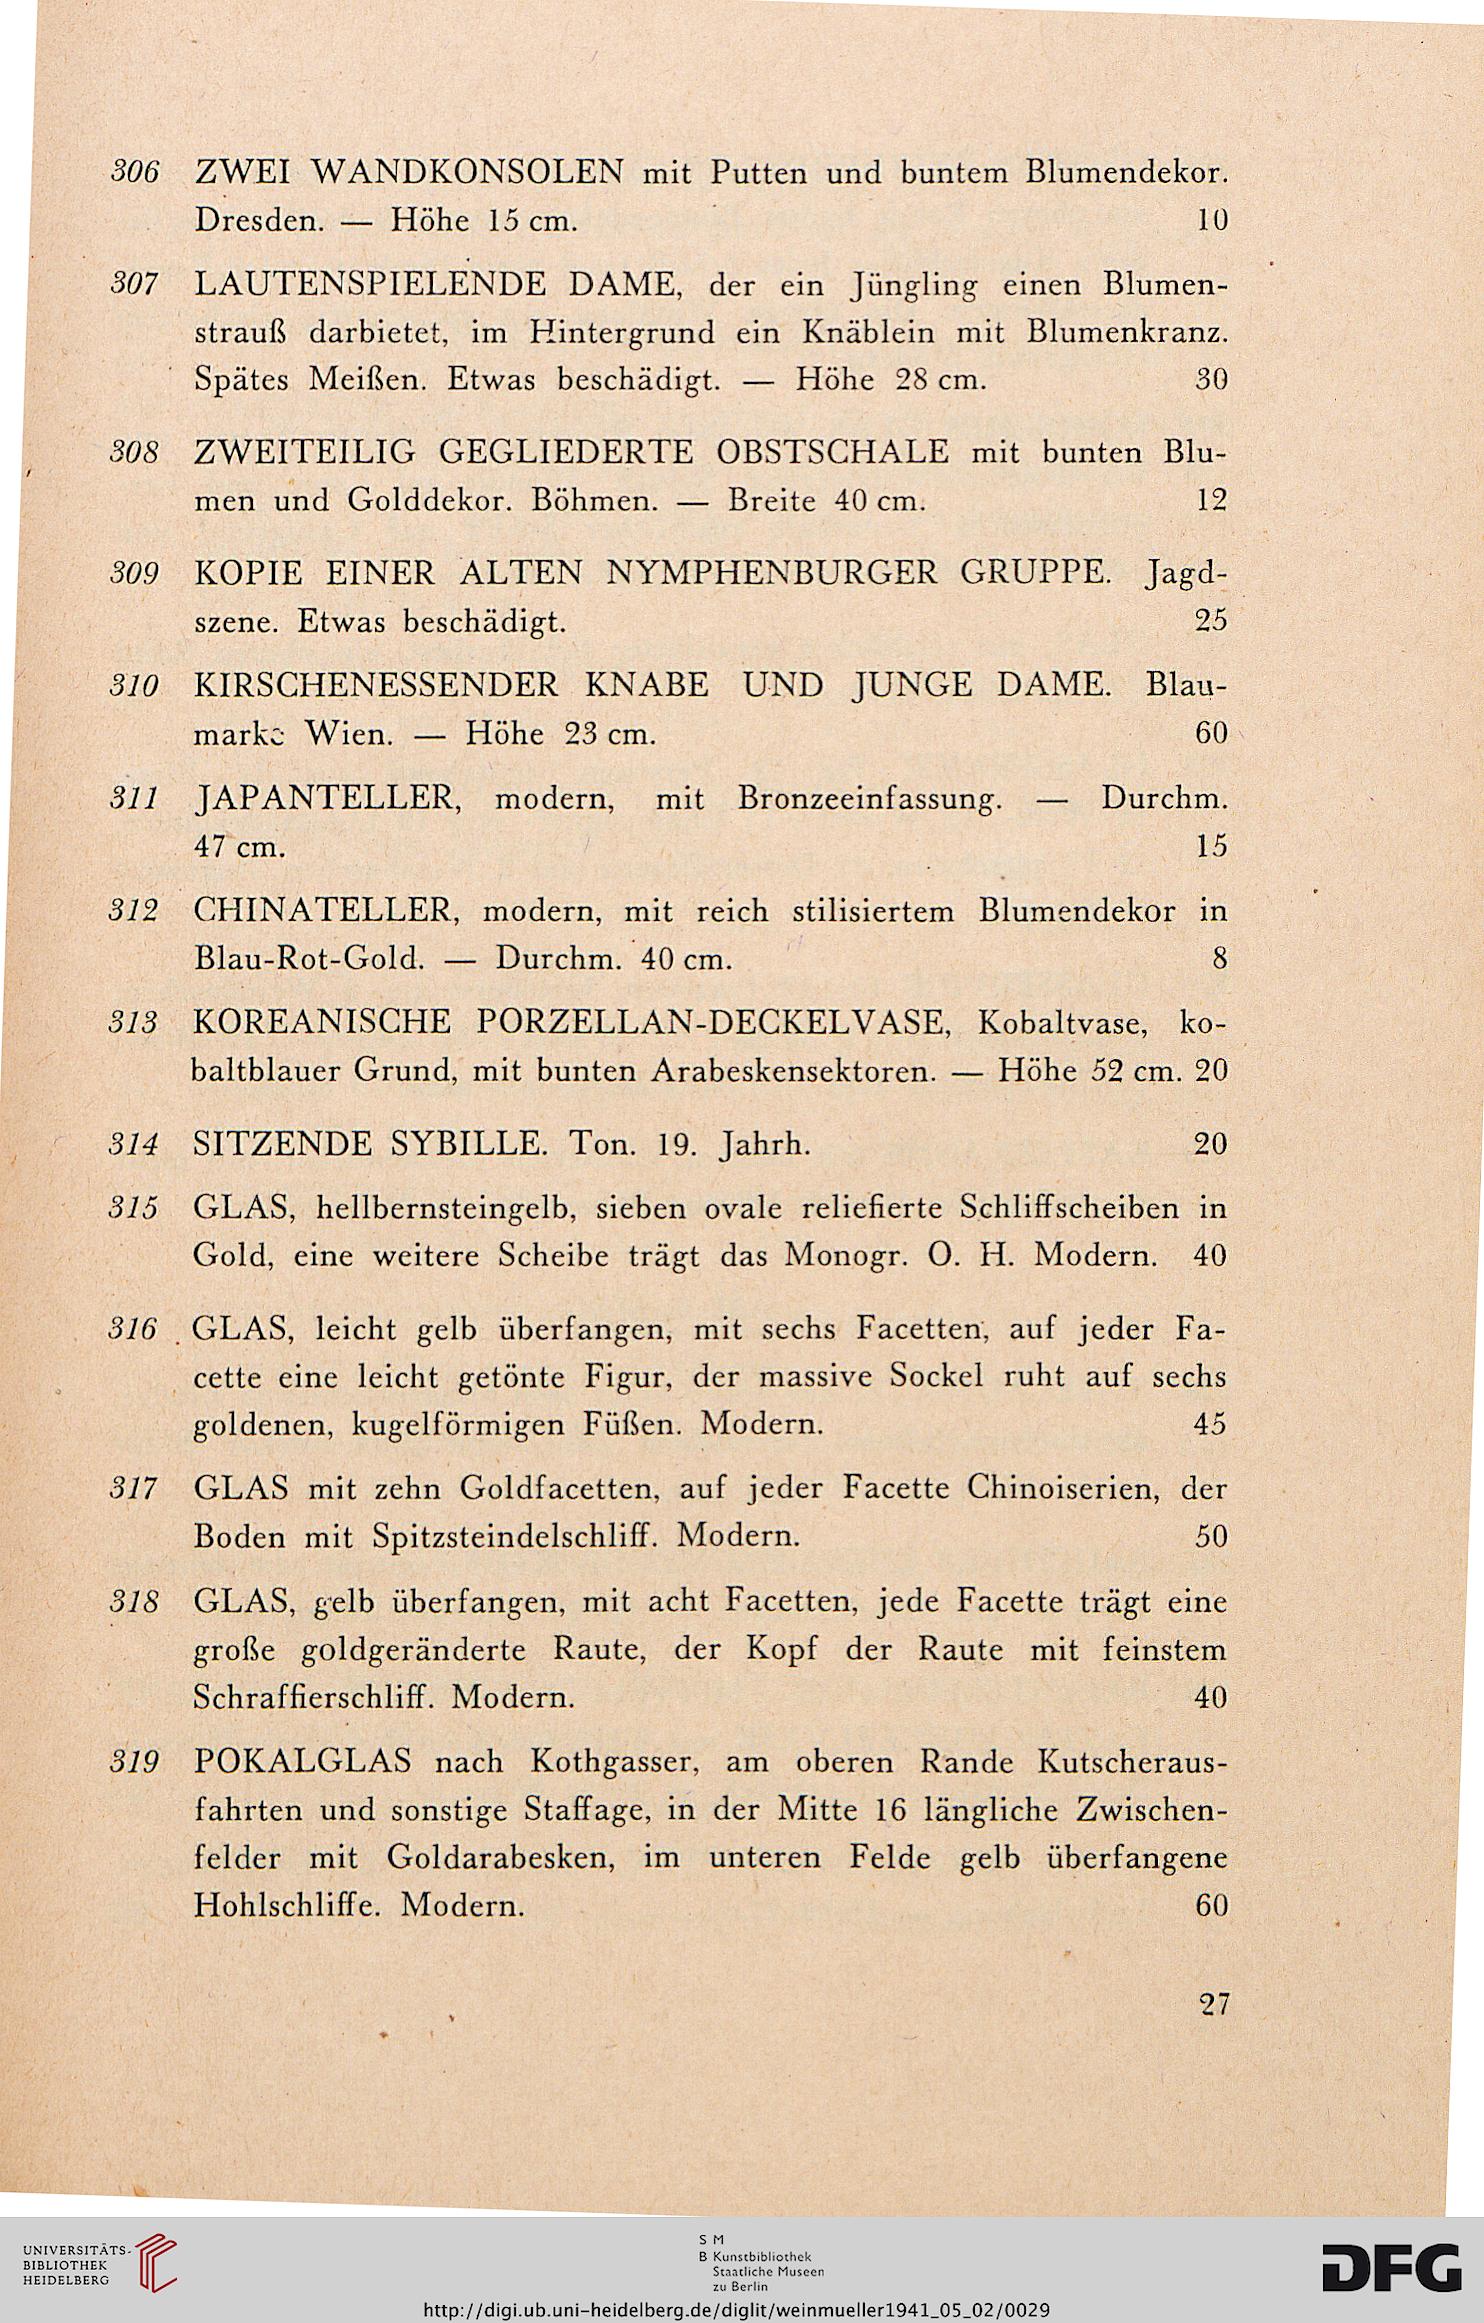 306 ZWEI WANDKONSOLEN mit Putten und buntem Blumendekor.
Dresden. — Höhe 15 cm. 10
307 LAUTENSPIELENDE DAME, der ein Jüngling einen Blumen-
strauß darbietet, im Hintergrund ein Knäblein mit Blumenkranz.
Spätes Meißen. Etwas beschädigt. — Höhe 28 cm. 30
308 ZWEITEILIG GEGLIEDERTE OBSTSCHALE mit bunten Blu-
men und Golddekor. Böhmen. — Breite 40 cm. 12
309 KOPIE EINER ALTEN NYMPHENBURGER GRUPPE. Jagd-
szene. Etwas beschädigt. 25
310 KIRSCHENESSENDER KNABE UND JUNGE DAME. Blau-
marke Wien. — Höhe 23 cm. 60
311 JAPANTELLER, modern, mit Bronzeeinfassung. — Durchm.
47 cm. 15
312 CHINATELLER, modern, mit reich stilisiertem Blumendekor in
Blau-Rot-Gold. — Durchm. 40 cm. 8
313 KOREANISCHE PORZELLAN-DECKELVASE, Kobaltvase, ko-
baltblauer Grund, mit bunten Arabeskensektoren. — Höhe 52 cm. 20
314 SITZENDE SYBILLE. Ton. 19. Jahrh. 20
315 GLAS, hellbernsteingelb, sieben ovale reliefierte Schliffscheiben in
Gold, eine weitere Scheibe trägt das Monogr. O. H. Modern. 40
316 GLAS, leicht gelb überfangen, mit sechs Facetten, auf jeder Fa-
cette eine leicht getönte Figur, der massive Sockel ruht auf sechs
goldenen, kugelförmigen Füßen. Modern. 45
317 GLAS mit zehn Goldfacetten, auf jeder Facette Chinoiserien, der
Boden mit Spitzsteindelschliff. Modern. 50
318 GLAS, gelb überfangen, mit acht Facetten, jede Facette trägt eine
große goldgeränderte Raute, der Kopf der Raute mit feinstem
Schraffierschliff. Modern. 40
319 POKALGLAS nach Kothgasser, am oberen Rande Kutscheraus-
fahrten und sonstige Staffage, in der Mitte 16 längliche Zwischen-
felder mit Goldarabesken, im unteren Felde gelb überfangene
Hohlschliffe. Modern. 60
27
UNIVERSITÄTS-
BIBLIOTHEK
HEIDELBERG
S M
B Kunstbibliothek
Staatliche Museen
zu Berlin
DFG
http://digi.ub.uni-heidelberg.de/diglit/weinmueller1941_05_02/0029